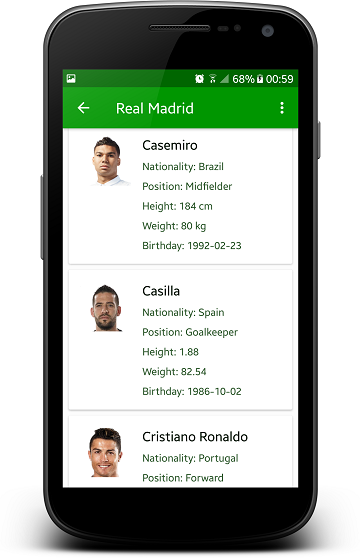 68% 00:59
Real Madrid
Casemiro
Nationality: Brazil
Position: Midfielder
Height: 184 cm
Weight: 80 kg
Birthday: 1992-02-23
Casilla
Nationality: Spain
Position: Goalkeeper
Height: 1.88
Weight: 82.54
Birthday: 1986-10-02
Cristiano Ronaldo
Nationality: Portugal
Position: Forward